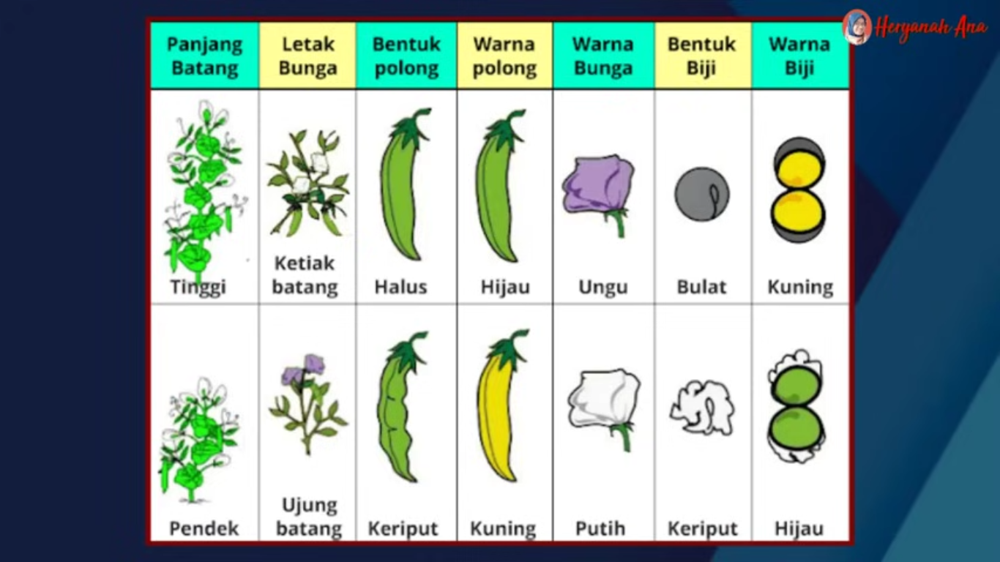 Heryanah Ana
Panjang
Batang
Letak
Bunga
Bentuk
polong
Warna
polong
Warna
Bunga
Bentuk
Biji
Warna
Biji
Tinggi
Ketiak
batang
Halus
Hijau
Ungu
Bulat
Kuning
Pendek
Ujung
batang
Keriput
Kuning
Putih
Keriput
Hijau